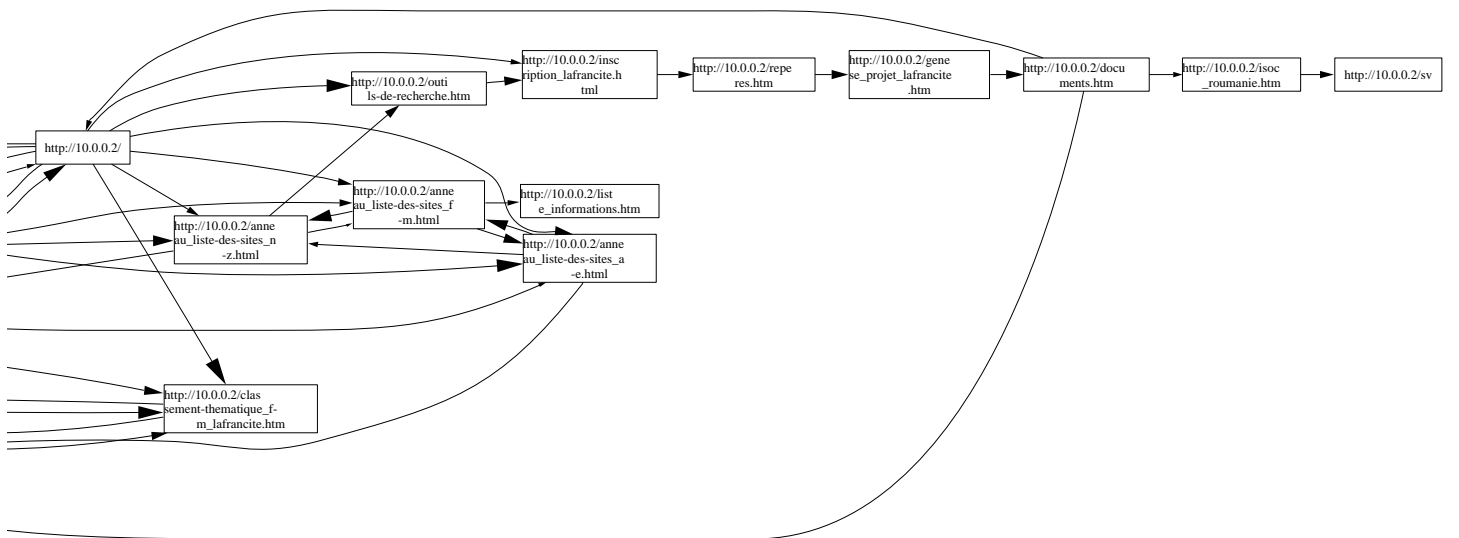 http://10.0.0.2/insc
ription_lafrancite.h
tml
http://10.0.0.2/repe
res.htm
http://10.0.0.2/gene
se_projet_lafrancite
.htm
http://10.0.0.2/docu
ments.htm
http://10.0.0.2/isoc
_roumanie.htm
http://10.0.0.2/sv
http://10.0.0.2/outi
ls-de-recherche.htm
http://10.0.0.2/
http://10.0.0.2/anne
au_liste-des-sites_f
-m.html
http://10.0.0.2/list
e_informations.htm
http://10.0.0.2/anne
au_liste-des-sites_n
-z.html
http://10.0.0.2/anne
au_liste-des-sites_a
-e.html
http://10.0.0.2/clas
sement-thematique_f-
m_lafrancite.htm